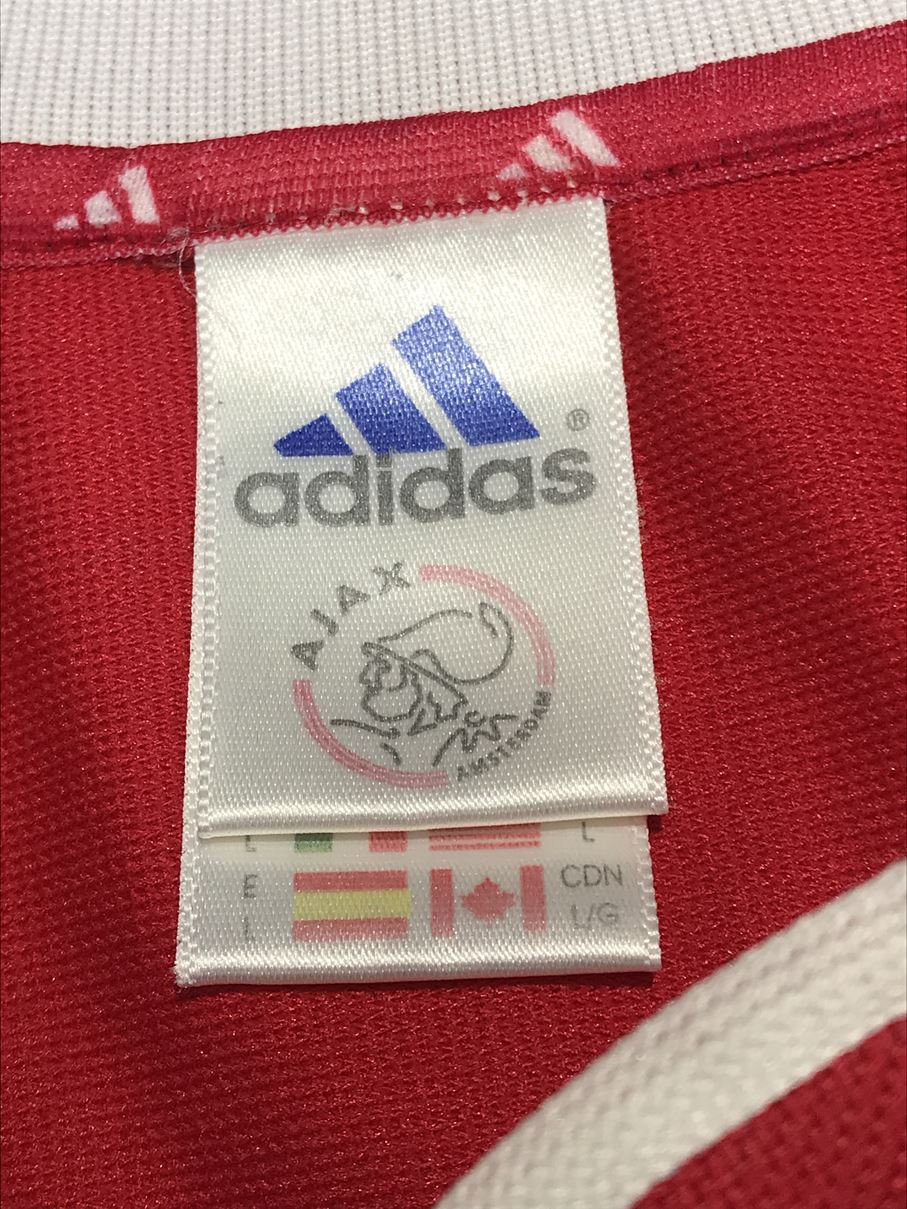 adidas®
AJAX
AMSTERDAM
L L
E CDN
L L/G